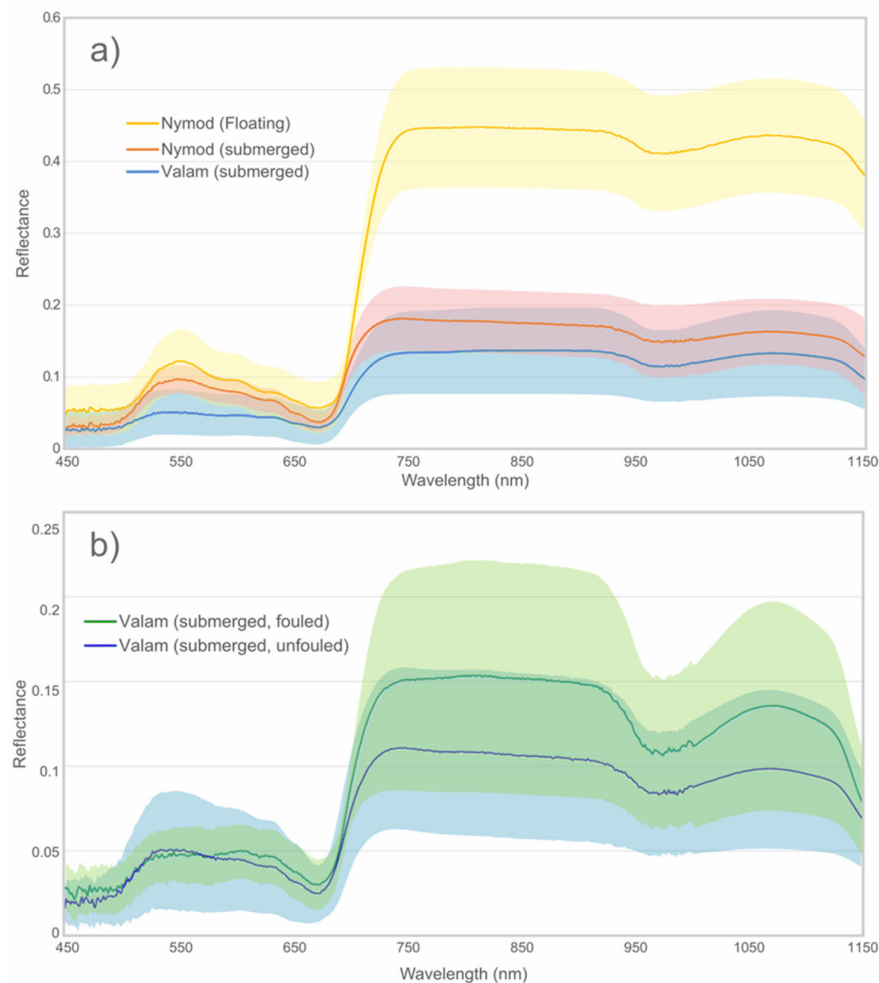 a)
0.6
0.5
0.4
0.3
0.2
0.1
0
Reflectance
Nymod (Floating)
Nymod (submerged)
Valam (submerged)
450 550 650 750 850 950 1050 1150
Wavelength (nm)
b)
0.25
0.2
0.15
0.1
0.05
0
Reflectance
Valam (submerged, fouled)
Valam (submerged, unfouled)
450 550 650 750 850 950 1050 1150
Wavelength (nm)